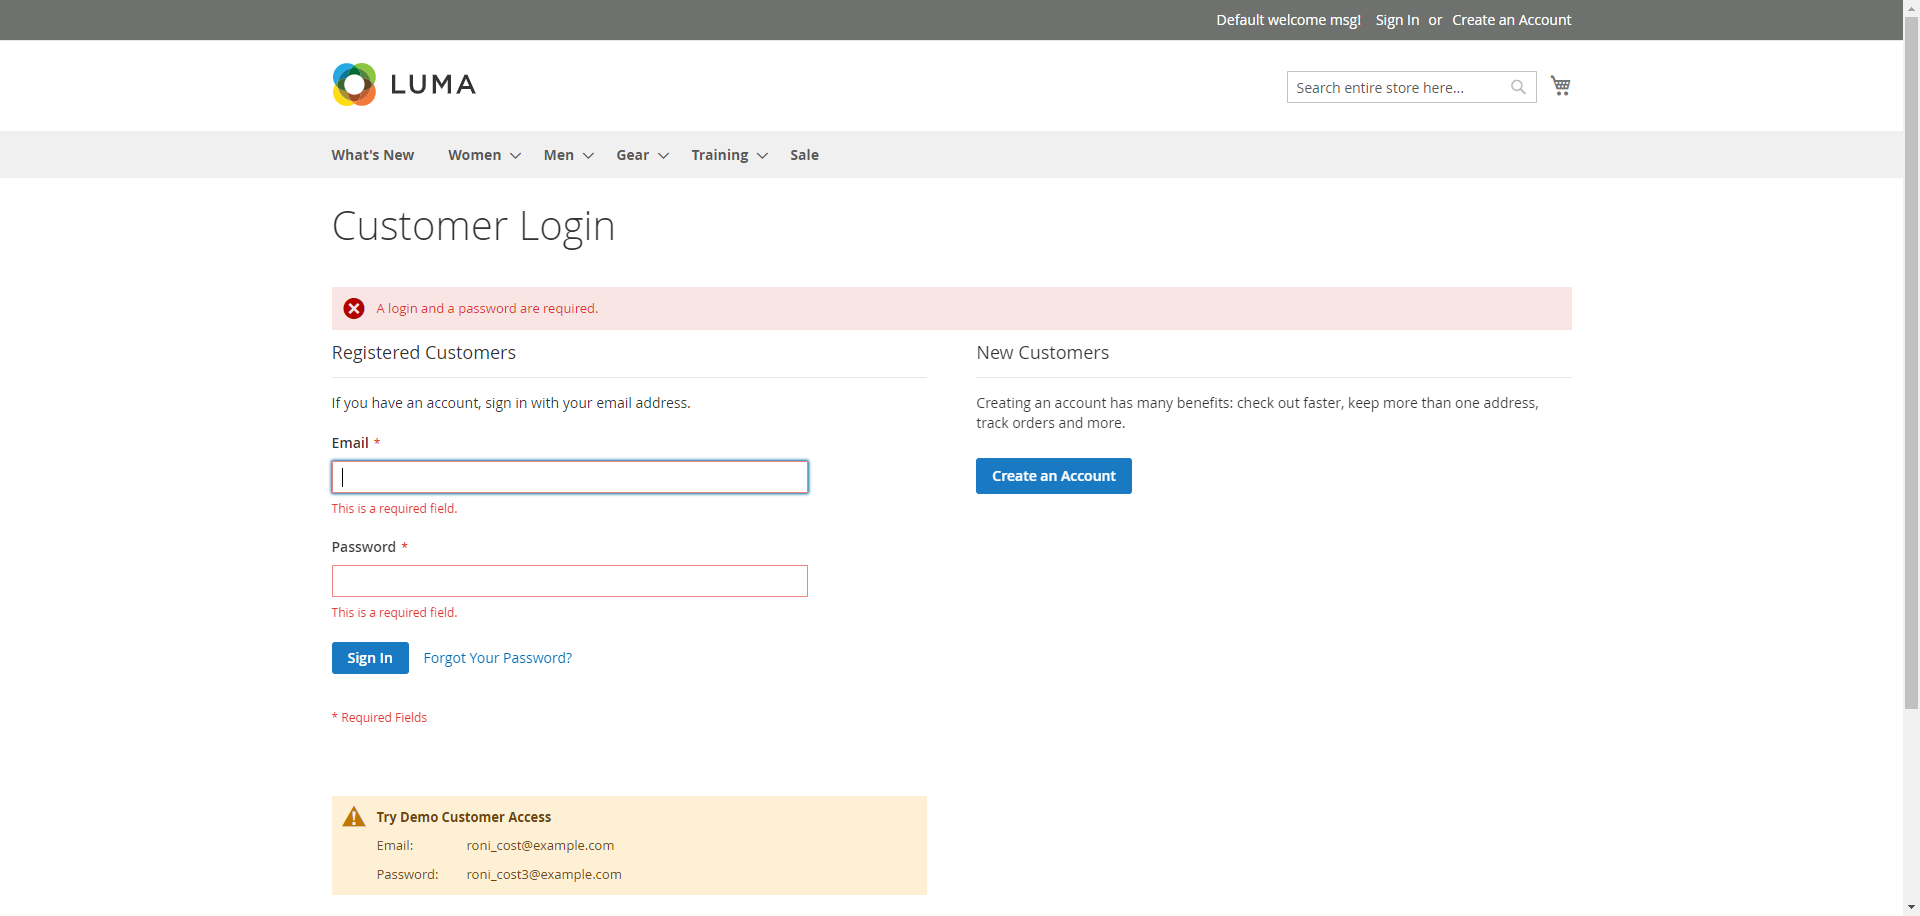 Default welcome msg! Sign In or Create an Account
LUMA
Search entire store here...
What's New Women Men Gear Training Sale
Customer Login
A login and a password are required.
Registered Customers
If you have an account, sign in with your email address.
Email *
This is a required field.
Password *
This is a required field.
Sign In Forgot Your Password?
* Required Fields
New Customers
Creating an account has many benefits: check out faster, keep more than one address,
track orders and more.
Create an Account
Try Demo Customer Access
Email: roni_cost@example.com
Password: roni_cost3@example.com